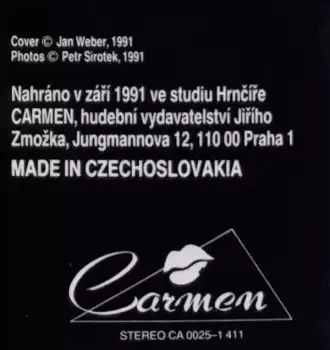 Cover © Jan Weber, 1991
Photos © Petr Sirotek, 1991
Nahráno v září 1991 ve studiu Hrnčíře
CARMEN, hudební vydavatelství Jiřího
Zmožka, Jungmannova 12, 110 00 Praha 1
MADE IN CZECHOSLOVAKIA
Carmen
STEREO CA 0025–1 411